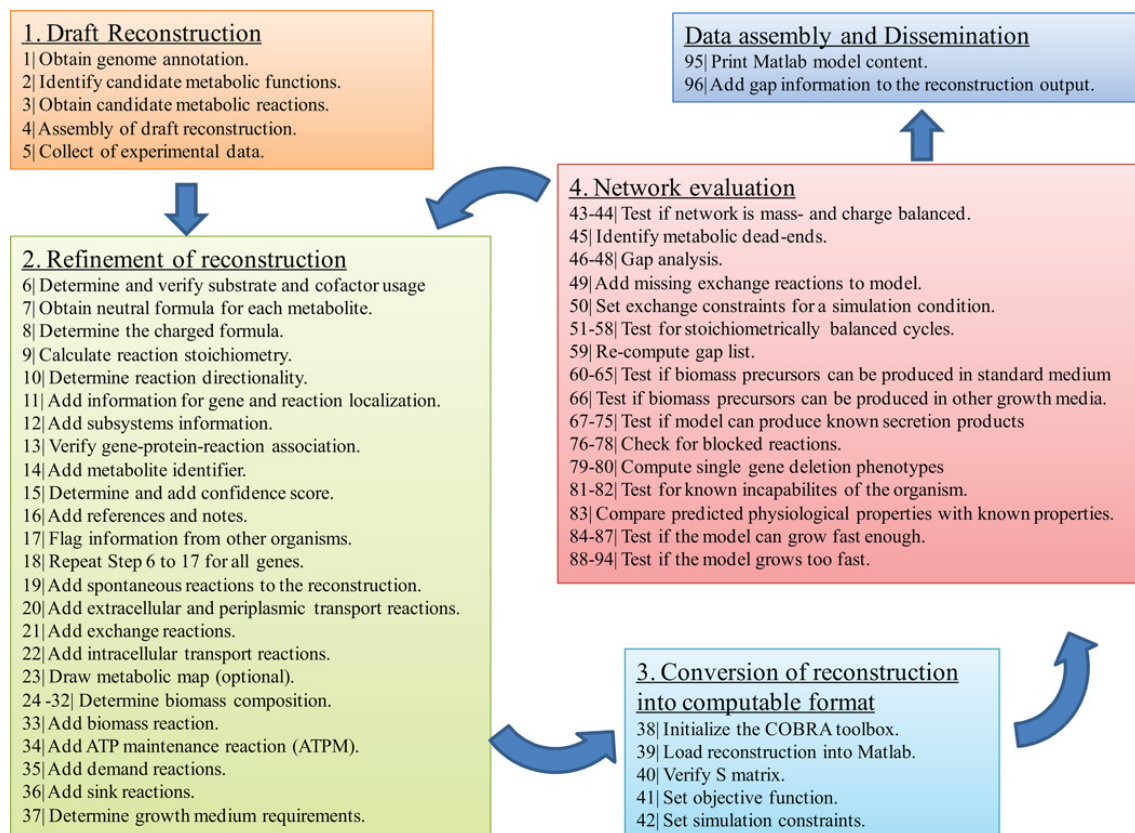 1. Draft Reconstruction
1| Obtain genome annotation.
2| Identify candidate metabolic functions.
3| Obtain candidate metabolic reactions.
4| Assembly of draft reconstruction.
5| Collect of experimental data.
2. Refinement of reconstruction
6| Determine and verify substrate and cofactor usage
7| Obtain neutral formula for each metabolite.
8| Determine the charged formula.
9| Calculate reaction stoichiometry.
10| Determine reaction directionality.
11| Add information for gene and reaction localization.
12| Add subsystems information.
13| Verify gene-protein-reaction association.
14| Add metabolite identifier.
15| Determine and add confidence score.
16| Add references and notes.
17| Flag information from other organisms.
18| Repeat Step 6 to 17 for all genes.
19| Add spontaneous reactions to the reconstruction.
20| Add extracellular and periplasmic transport reactions.
21| Add exchange reactions.
22| Add intracellular transport reactions.
23| Draw metabolic map (optional).
24 -32| Determine biomass composition.
33| Add biomass reaction.
34| Add ATP maintenance reaction (ATPM).
35| Add demand reactions.
36| Add sink reactions.
37| Determine growth medium requirements.
3. Conversion of reconstruction
into computable format
38| Initialize the COBRA toolbox.
39| Load reconstruction into Matlab.
40| Verify S matrix.
41| Set objective function.
42| Set simulation constraints.
4. Network evaluation
43-44| Test if network is mass- and charge balanced.
45| Identify metabolic dead-ends.
46-48| Gap analysis.
49| Add missing exchange reactions to model.
50| Set exchange constraints for a simulation condition.
51-58| Test for stoichiometrically balanced cycles.
59| Re-compute gap list.
60-65| Test if biomass precursors can be produced in standard medium
66| Test if biomass precursors can be produced in other growth media.
67-75| Test if model can produce known secretion products
76-78| Check for blocked reactions.
79-80| Compute single gene deletion phenotypes
81-82| Test for known incapabilites of the organism.
83| Compare predicted physiological properties with known properties.
84-87| Test if the model can grow fast enough.
88-94| Test if the model grows too fast.
Data assembly and Dissemination
95| Print Matlab model content.
96| Add gap information to the reconstruction output.